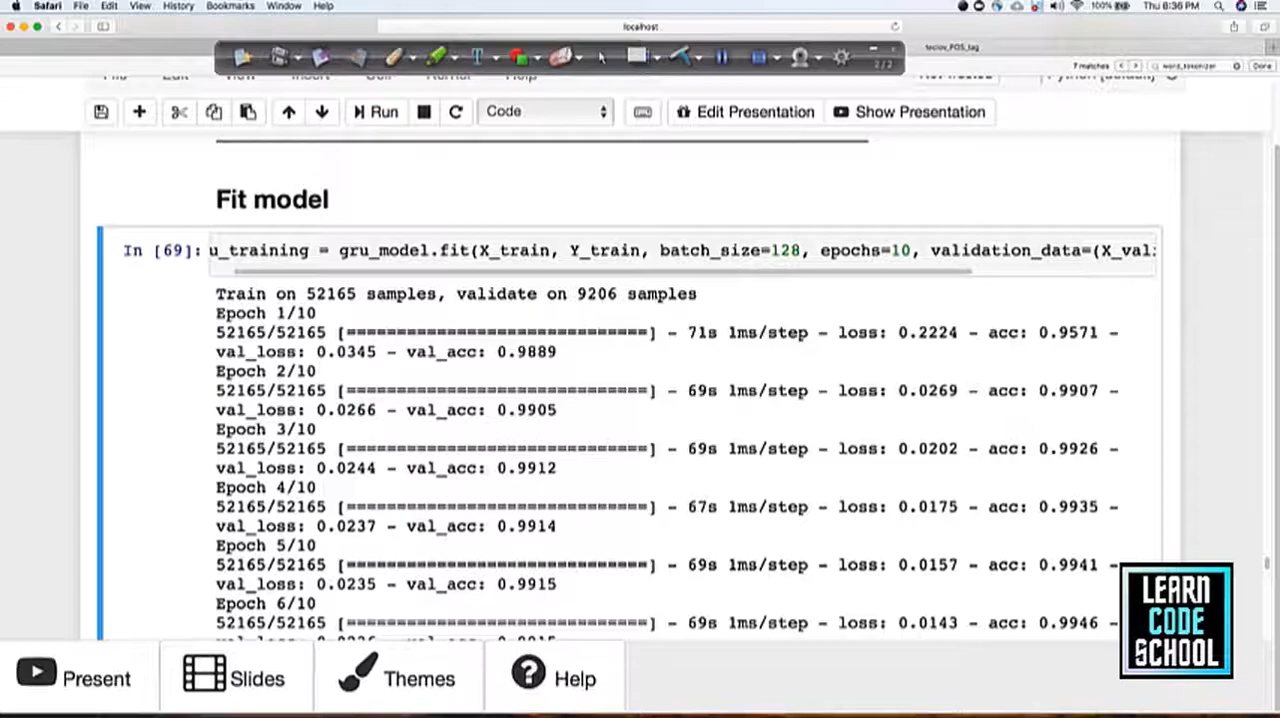 Safari File Edit View History Bookmarks Window Help 100% Thu 8:36 PM
localhost
2/2
7 matches Done
Run Code Edit Presentation Show Presentation
Fit model
In [69]: u_training = gru_model.fit(X_train, Y_train, batch_size=128, epochs=10, validation_data=(X_val
Train on 52165 samples, validate on 9206 samples
Epoch 1/10
52165/52165 [==============================] - 71s 1ms/step - loss: 0.2224 - acc: 0.9571 -
val_loss: 0.0345 - val_acc: 0.9889
Epoch 2/10
52165/52165 [==============================] - 69s 1ms/step - loss: 0.0269 - acc: 0.9907 -
val_loss: 0.0266 - val_acc: 0.9905
Epoch 3/10
52165/52165 [==============================] - 69s 1ms/step - loss: 0.0202 - acc: 0.9926 -
val_loss: 0.0244 - val_acc: 0.9912
Epoch 4/10
52165/52165 [==============================] - 67s 1ms/step - loss: 0.0175 - acc: 0.9935 -
val_loss: 0.0237 - val_acc: 0.9914
Epoch 5/10
52165/52165 [==============================] - 69s 1ms/step - loss: 0.0157 - acc: 0.9941 -
val_loss: 0.0235 - val_acc: 0.9915
Epoch 6/10
52165/52165 [==============================] - 69s 1ms/step - loss: 0.0143 - acc: 0.9946 -
LEARN
CODE
SCHOOL
Present Slides Themes Help